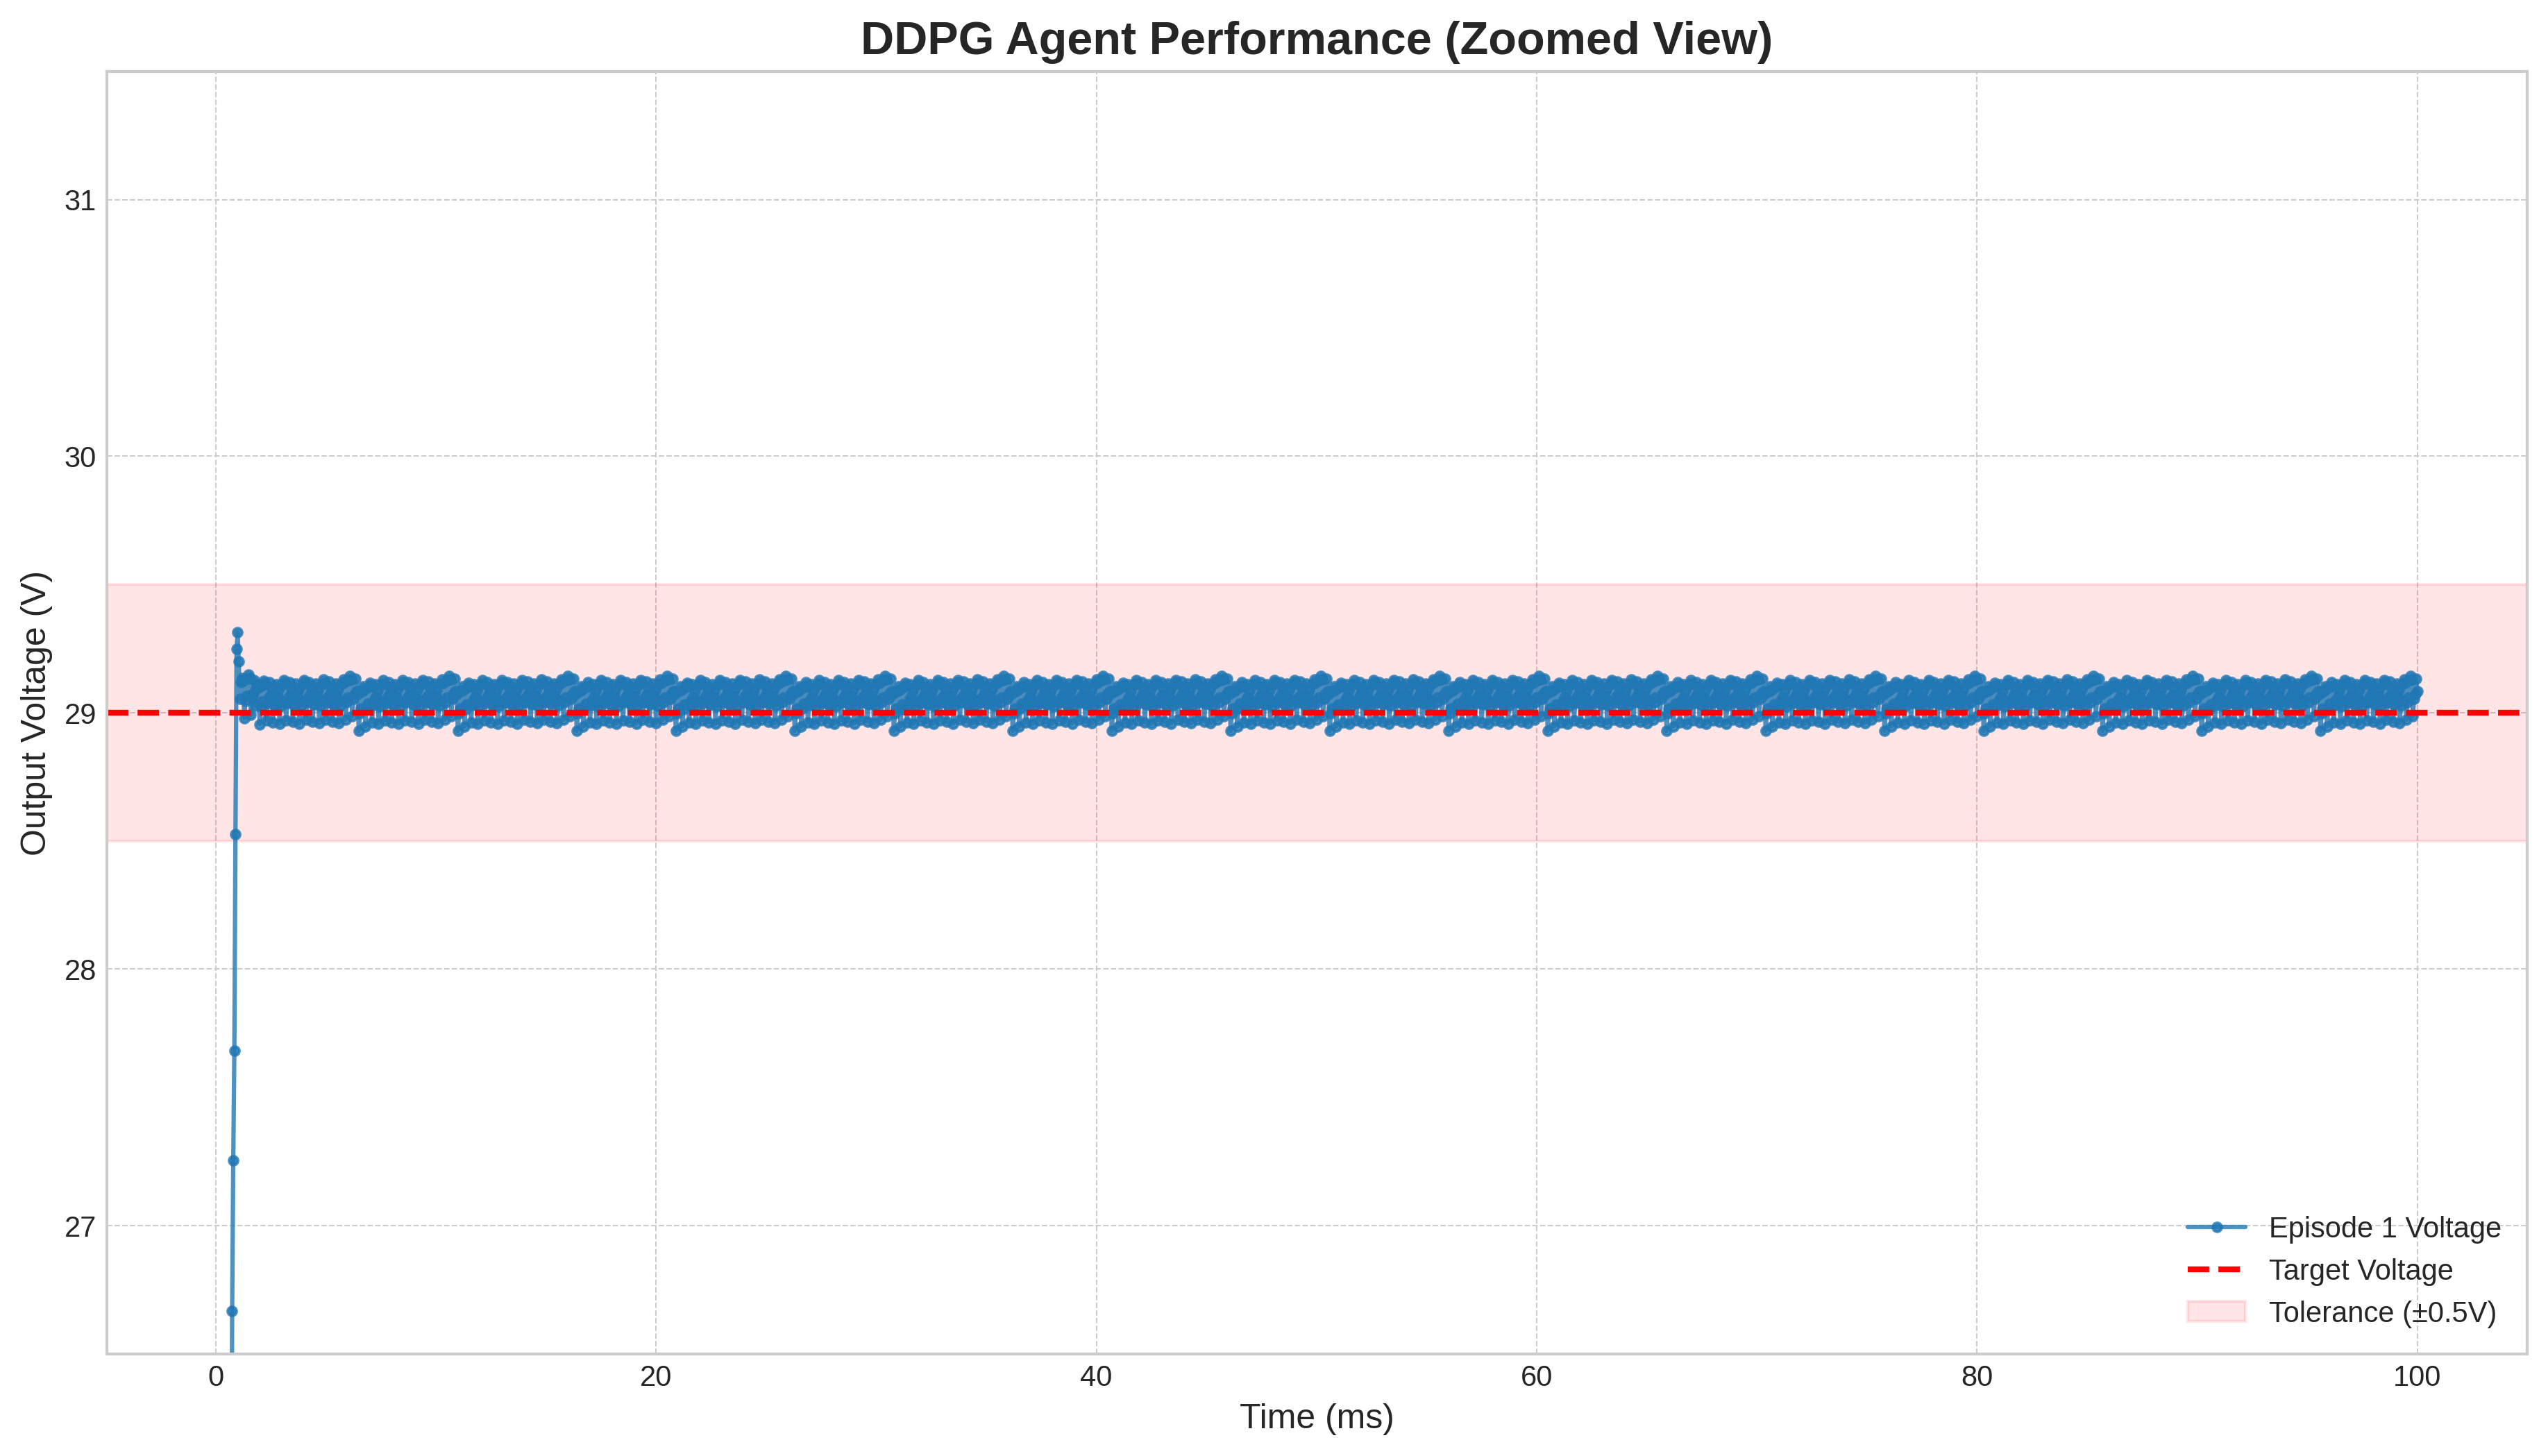 DDPG Agent Performance (Zoomed View)
Output Voltage (V)
31
30
29
28
27
0
20
40
60
80
100
Time (ms)
Episode 1 Voltage
Target Voltage
Tolerance (±0.5V)